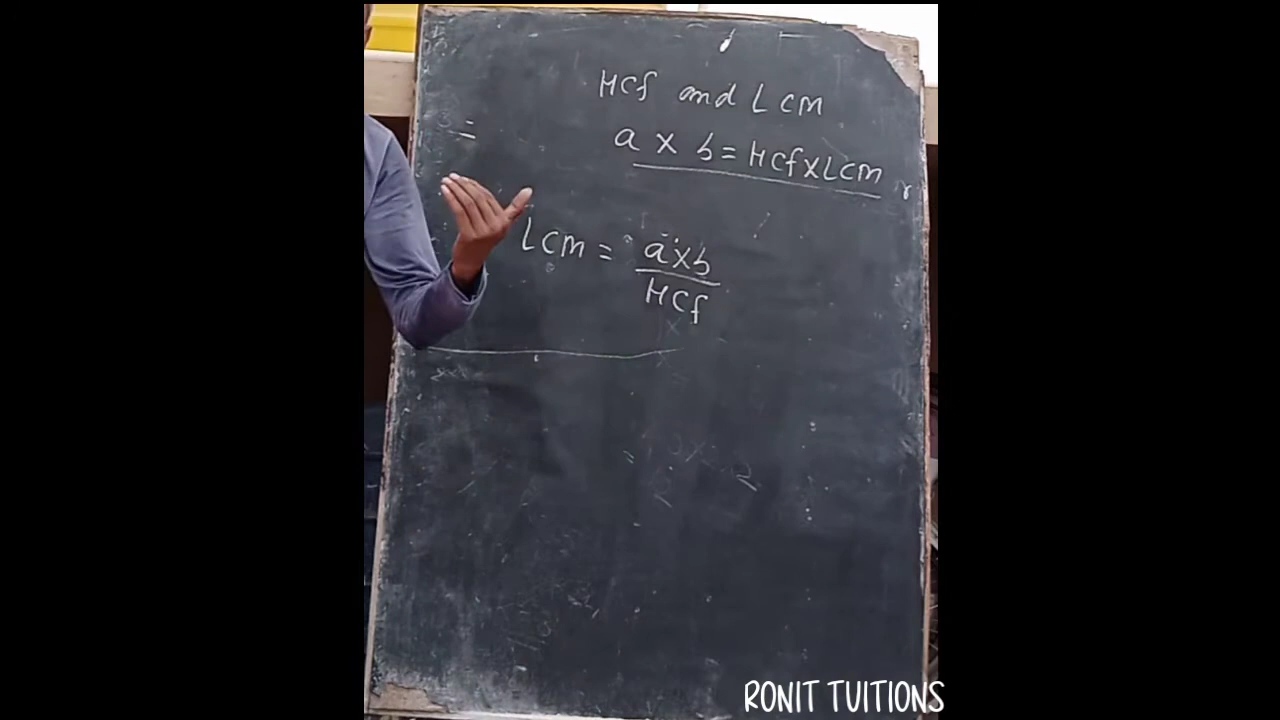 HCf and LCM
a × b = HCf×LCM
LCM = a×b
HCf
RONIT TUITIONS